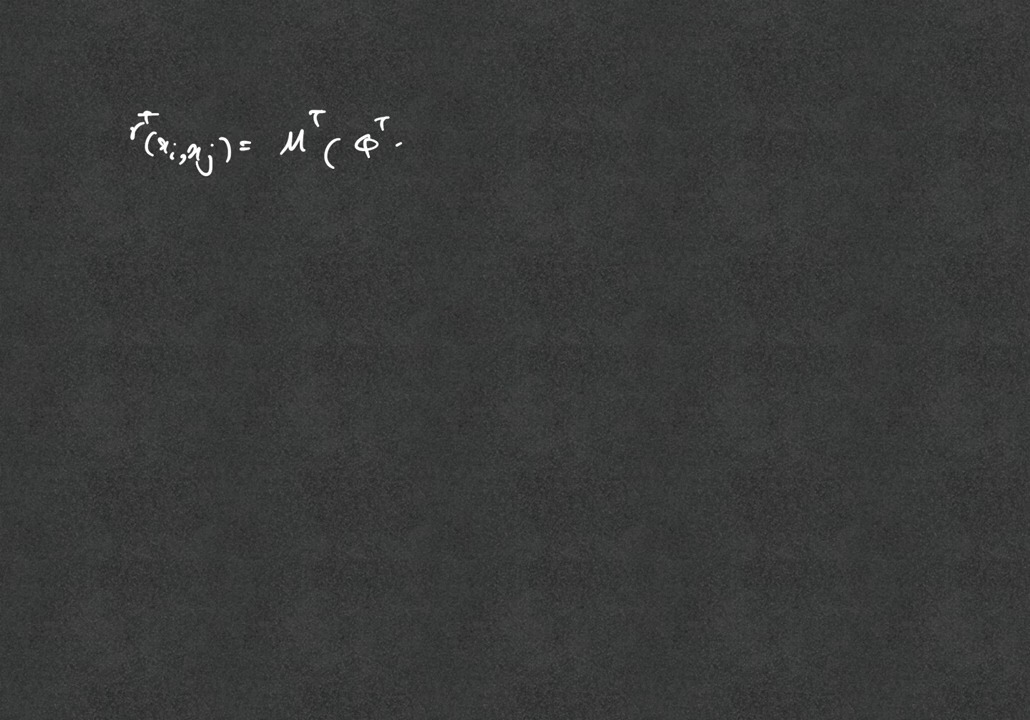 r^T(x_i, x_j) = M^T ( Φ^T .